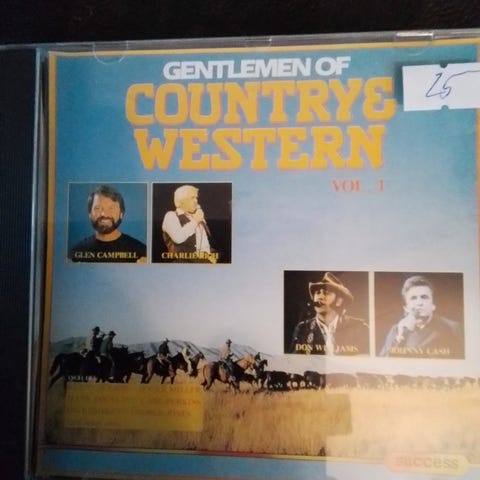 GENTLEMEN OF
COUNTRY&
WESTERN
VOL. 1
25
GLEN CAMPBELL
CHARLIE RICH
DON WILLIAMS
JOHNNY CASH
success